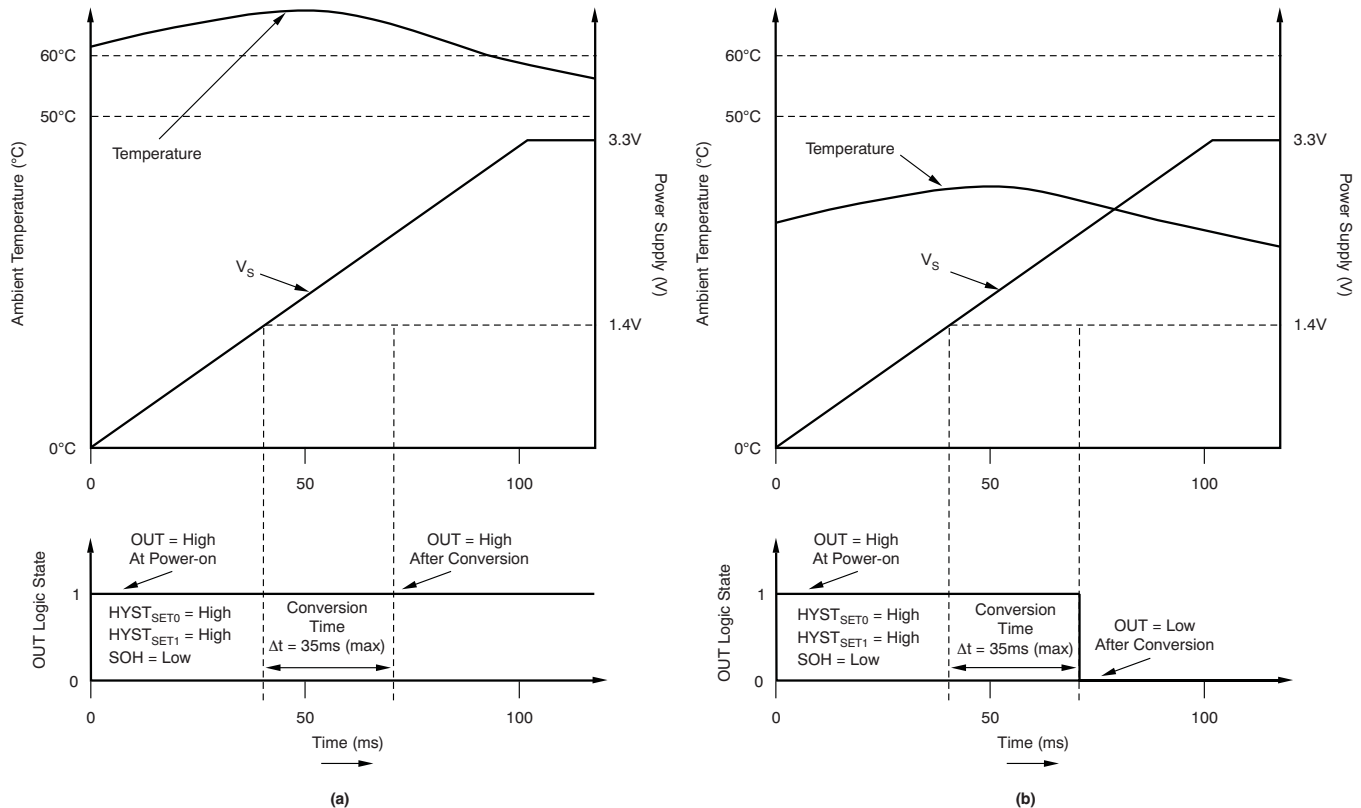 60°C
50°C
0°C
Ambient Temperature (°C)
Temperature
V_S
3.3V
1.4V
Power Supply (V)
0
50
100
OUT Logic State
1
0
OUT = High
At Power-on
HYST_SET0 = High
HYST_SET1 = High
SOH = Low
Conversion
Time
Δt = 35ms (max)
OUT = High
After Conversion
0
50
100
Time (ms)
(a)
60°C
50°C
0°C
Ambient Temperature (°C)
Temperature
V_S
3.3V
1.4V
Power Supply (V)
0
50
100
OUT Logic State
1
0
OUT = High
At Power-on
HYST_SET0 = High
HYST_SET1 = High
SOH = Low
Conversion
Time
Δt = 35ms (max)
OUT = Low
After Conversion
0
50
100
Time (ms)
(b)